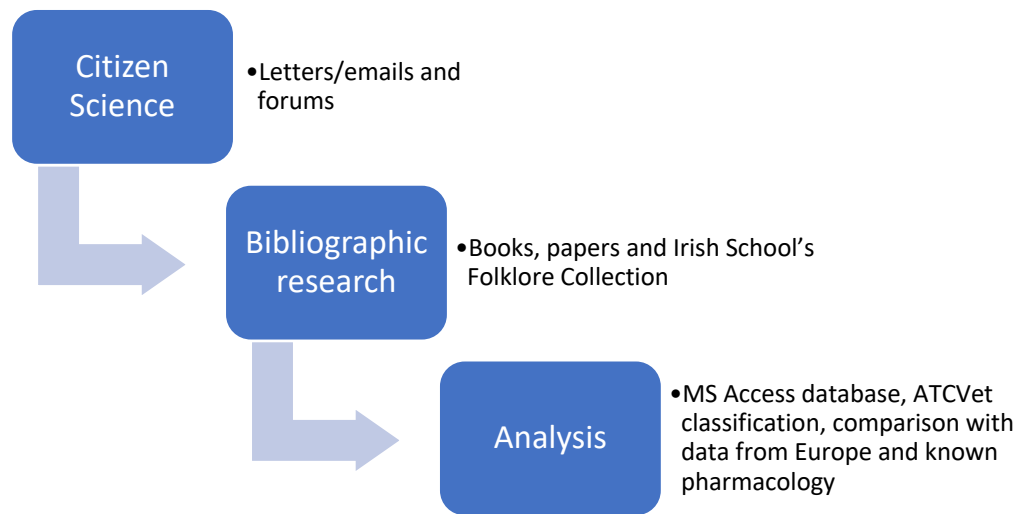 Citizen
Science
•Letters/emails and
forums
Bibliographic
research
•Books, papers and Irish School’s
Folklore Collection
Analysis
•MS Access database, ATCVet
classification, comparison with
data from Europe and known
pharmacology